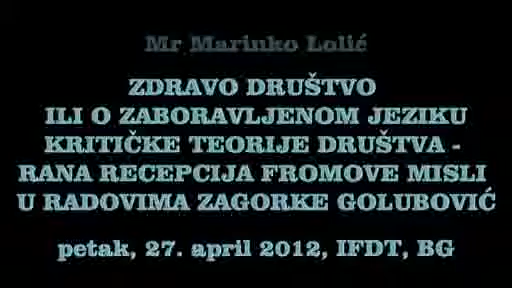 Mr Marinko Lolić
ZDRAVO DRUŠTVO
ILI O ZABORAVLJENOM JEZIKU
KRITIČKE TEORIJE DRUŠTVA -
RANA RECEPCIJA FROMOVE MISLI
U RADOVIMA ZAGORKE GOLUBOVIĆ
petak, 27. april 2012, IFDT, BG